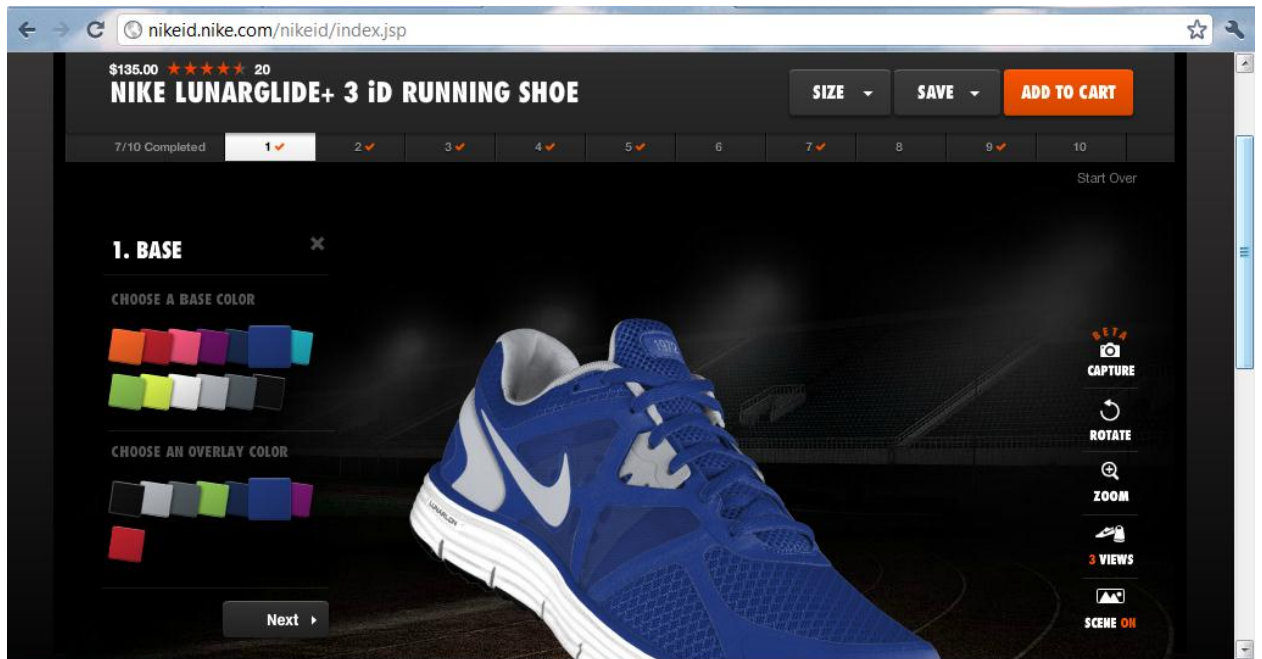 nikeid.nike.com/nikeid/index.jsp
$135.00 20
NIKE LUNARGLIDE+ 3 iD RUNNING SHOE
SIZE
SAVE
ADD TO CART
7/10 Completed 1 2 3 4 5 6 7 8 9 10
Start Over
1. BASE
CHOOSE A BASE COLOR
CHOOSE AN OVERLAY COLOR
Next
1972
LUNARLON
BETA
CAPTURE
ROTATE
ZOOM
3 VIEWS
SCENE ON